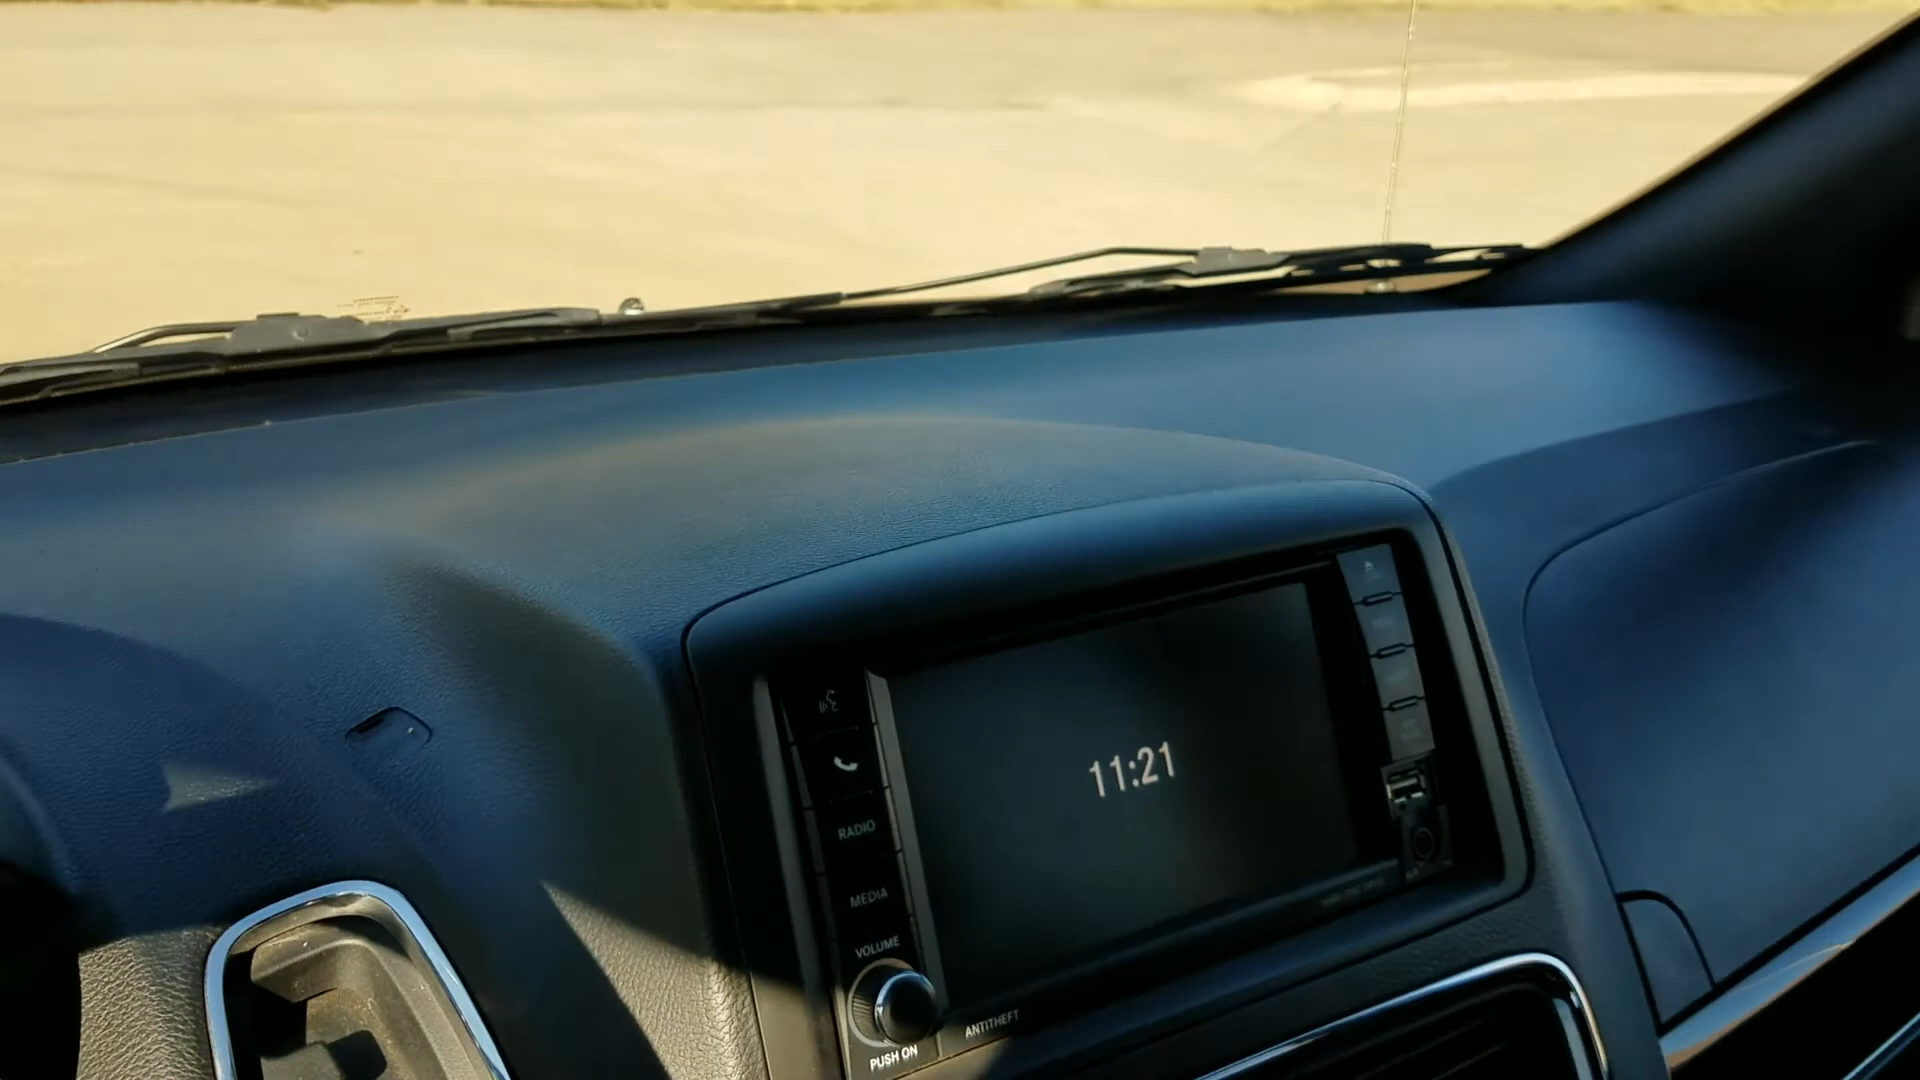 11:21
RADIO
MEDIA
VOLUME
PUSH ON
ANTITHEFT